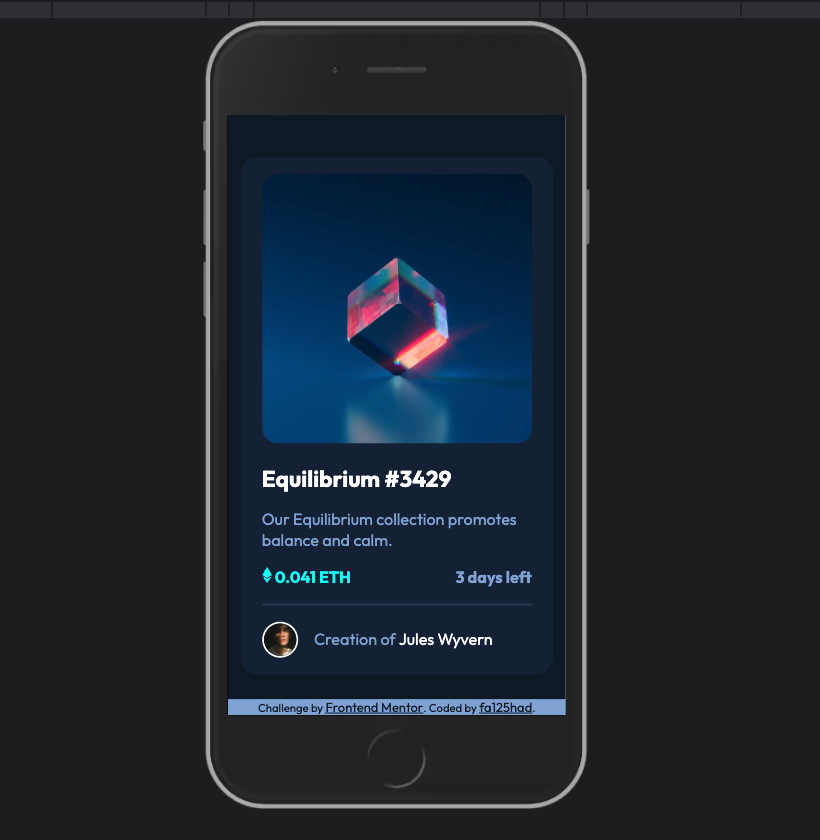 Equilibrium #3429
Our Equilibrium collection promotes
balance and calm.
0.041 ETH 3 days left
Creation of Jules Wyvern
Challenge by Frontend Mentor. Coded by fa125had.